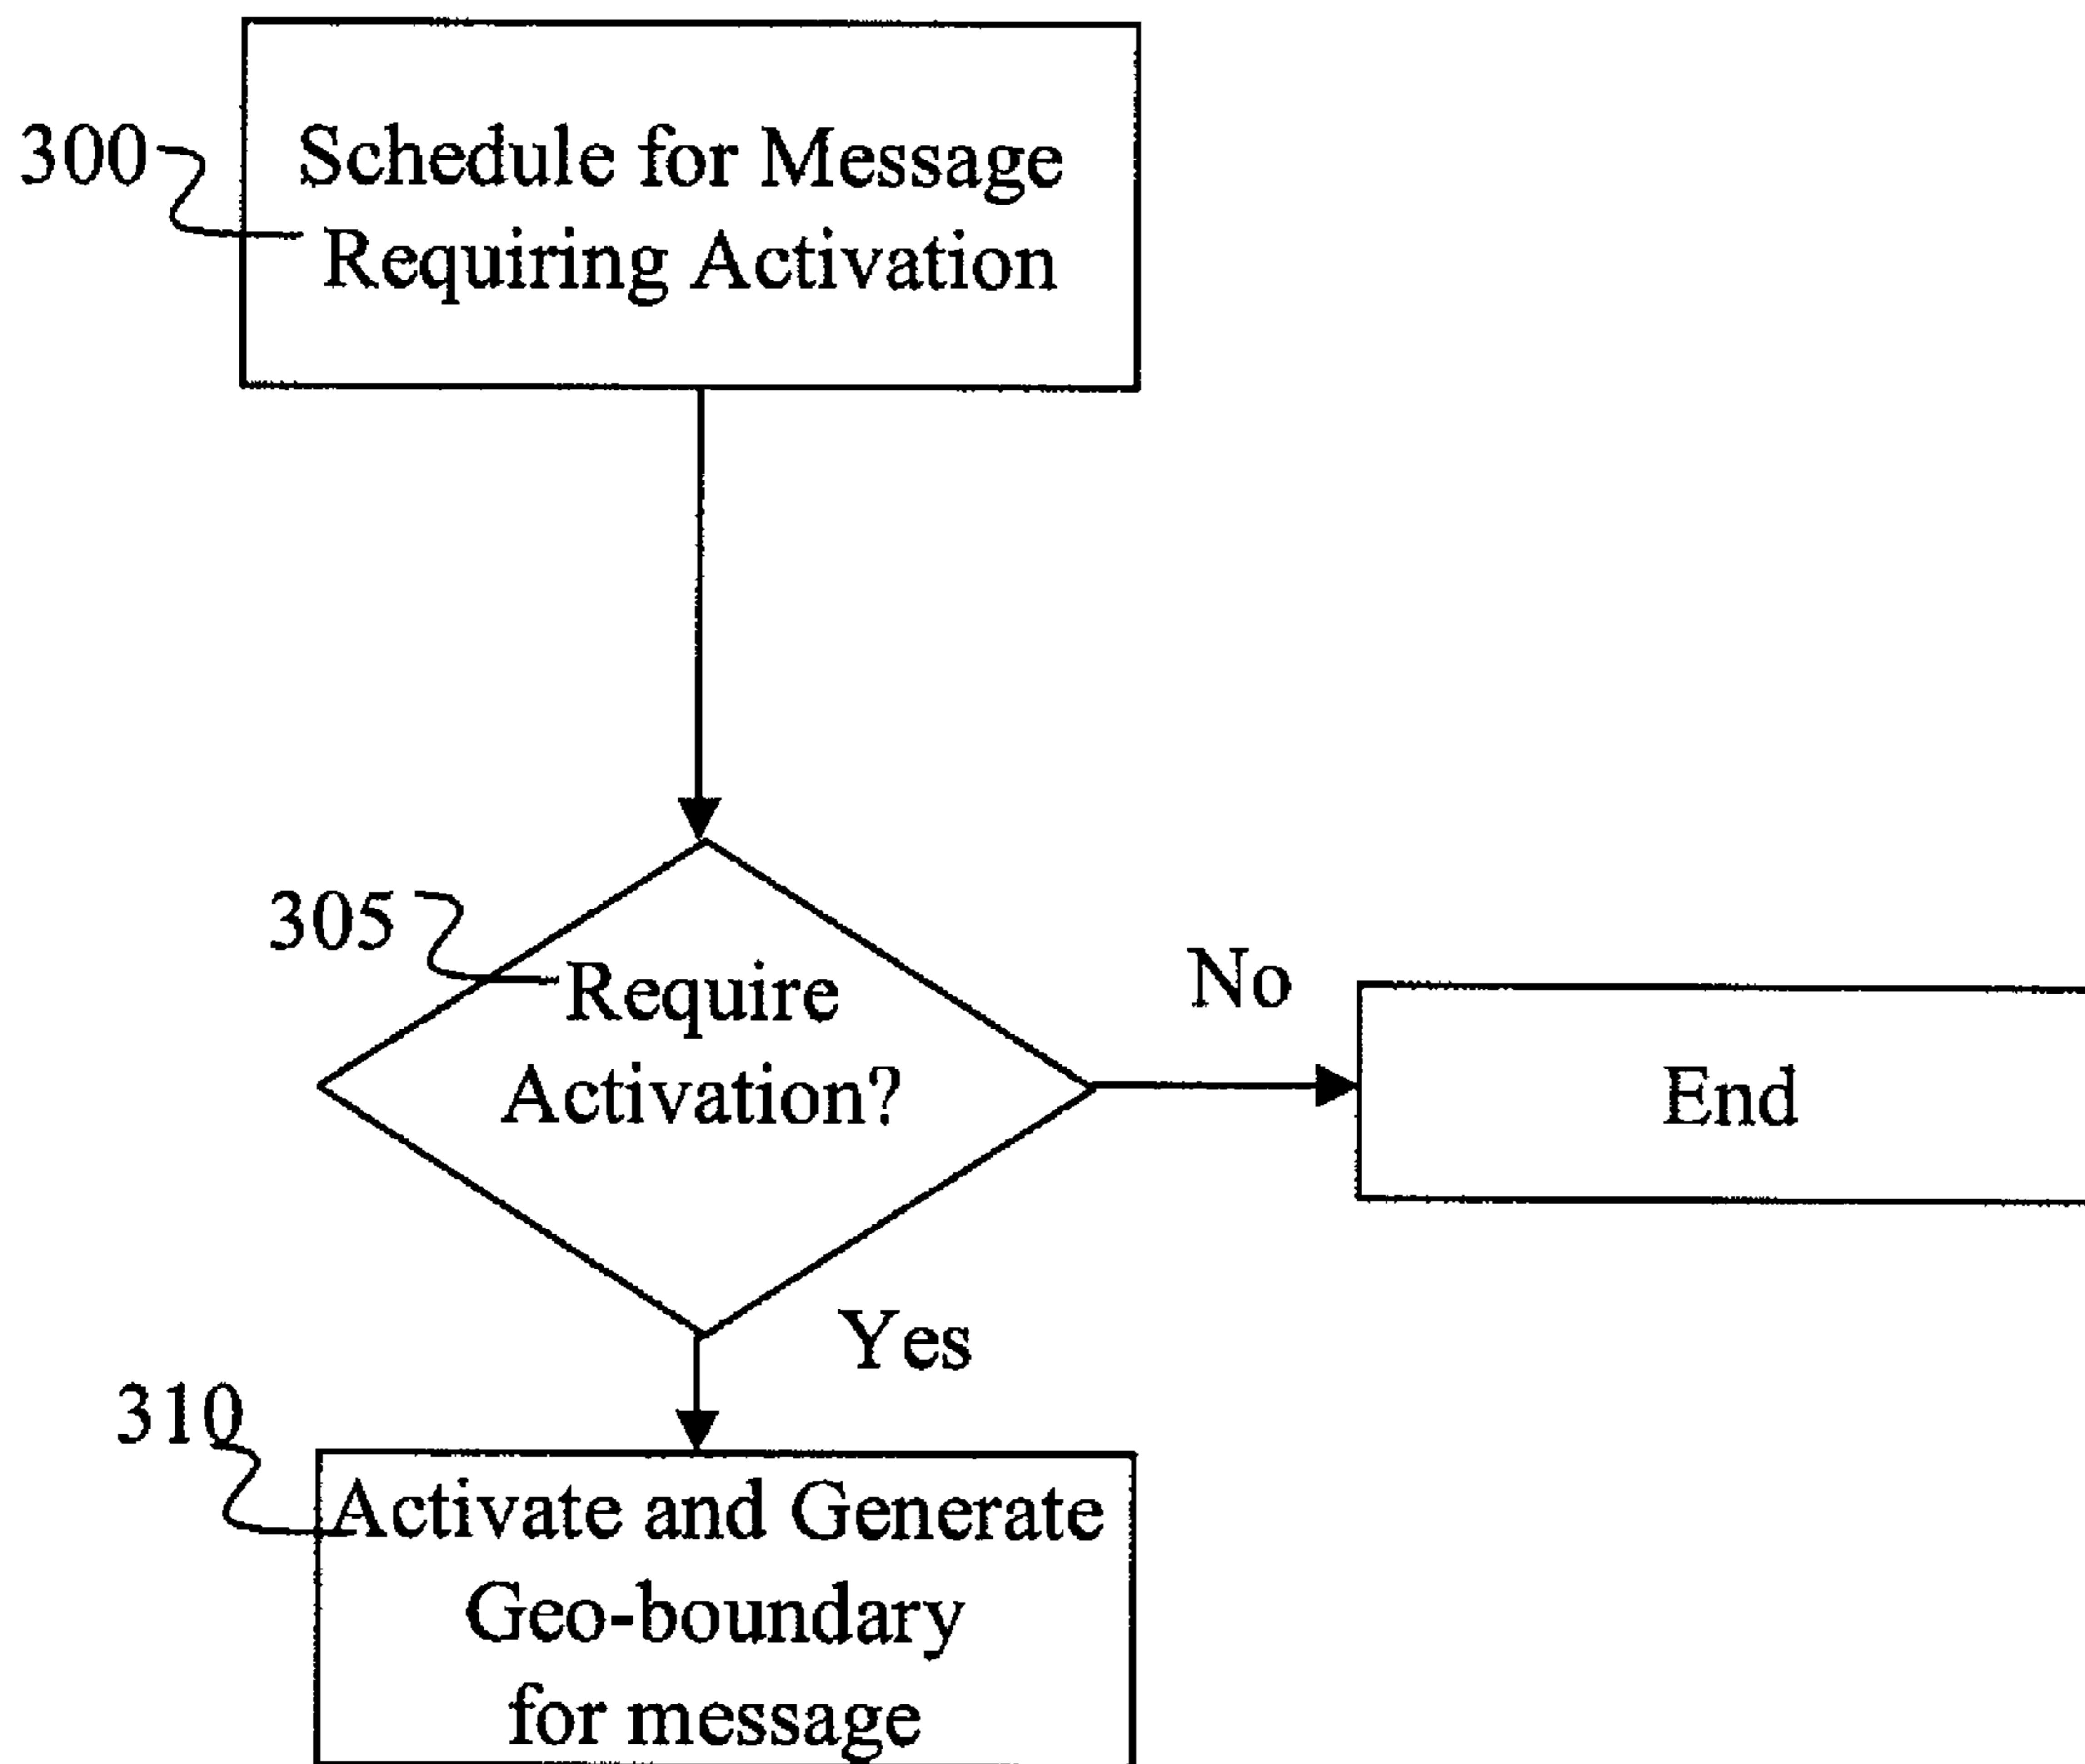 300
Schedule for Message
Requiring Activation
305
Require
Activation?
No
End
Yes
310
Activate and Generate
Geo-boundary
for message